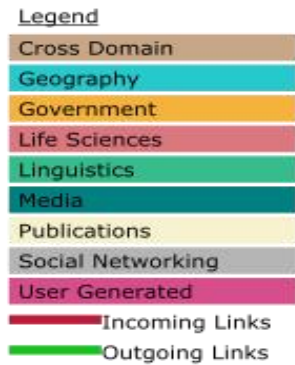 Legend
Cross Domain
Geography
Government
Life Sciences
Linguistics
Media
Publications
Social Networking
User Generated
Incoming Links
Outgoing Links